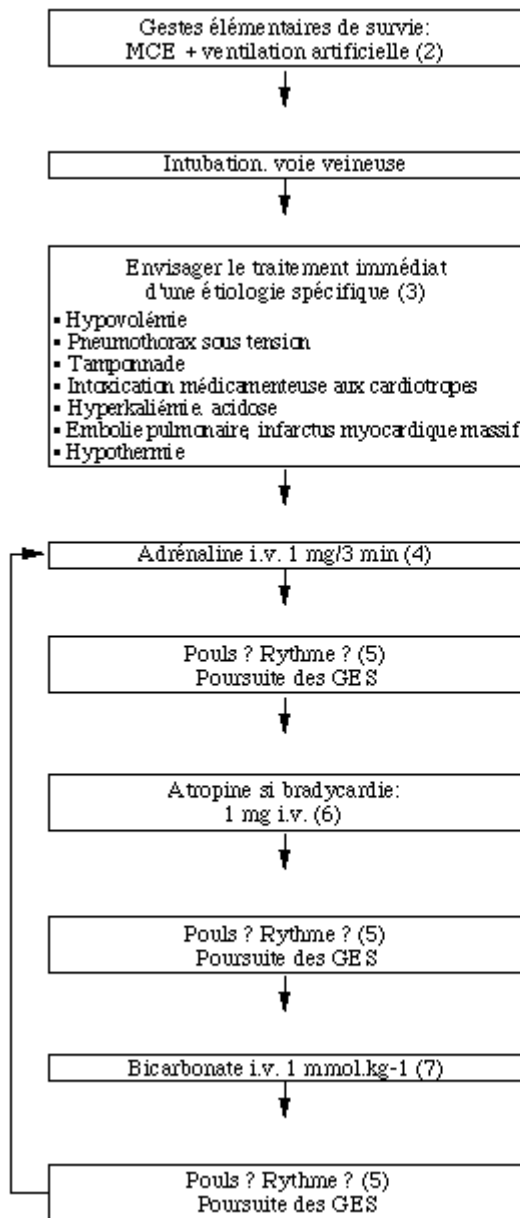 Gestes élémentaires de survie:
MCE + ventilation artificielle (2)
Intubation. voie veineuse
Envisager le traitement immédiat
d'une étiologie spécifique (3)
▪ Hypovolémie
▪ Pneumothorax sous tension
▪ Tamponnade
▪ Intoxication médicamenteuse aux cardiotropes
▪ Hyperkaliémie. acidose
▪ Embolie pulmonaire, infarctus myocardique massif
▪ Hypothermie
Adrénaline i.v. 1 mg/3 min (4)
Pouls ? Rythme ? (5)
Poursuite des GES
Atropine si bradycardie:
1 mg i.v. (6)
Pouls ? Rythme ? (5)
Poursuite des GES
Bicarbonate i.v. 1 mmol.kg-1 (7)
Pouls ? Rythme ? (5)
Poursuite des GES